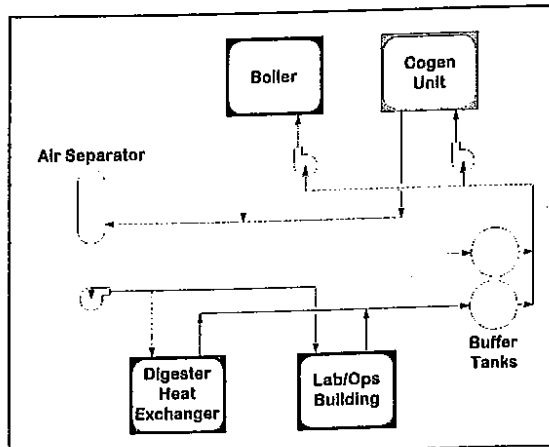 Boiler
Cogen
Unit
Air Separator
Buffer
Tanks
Digester
Heat
Exchanger
Lab/Ops
Building